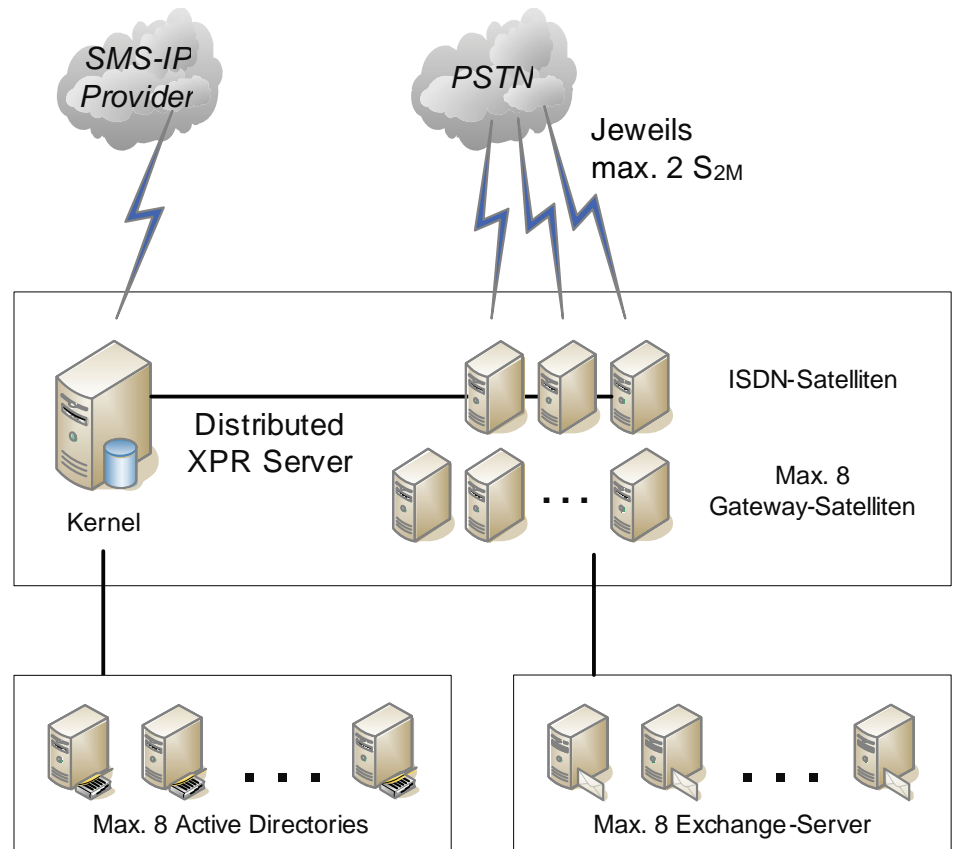 SMS-IP
Provider
PSTN
Jeweils
max. 2 S2M
ISDN-Satelliten
Distributed
XPR Server
Max. 8
Gateway-Satelliten
...
Kernel
...
Max. 8 Active Directories
...
Max. 8 Exchange-Server